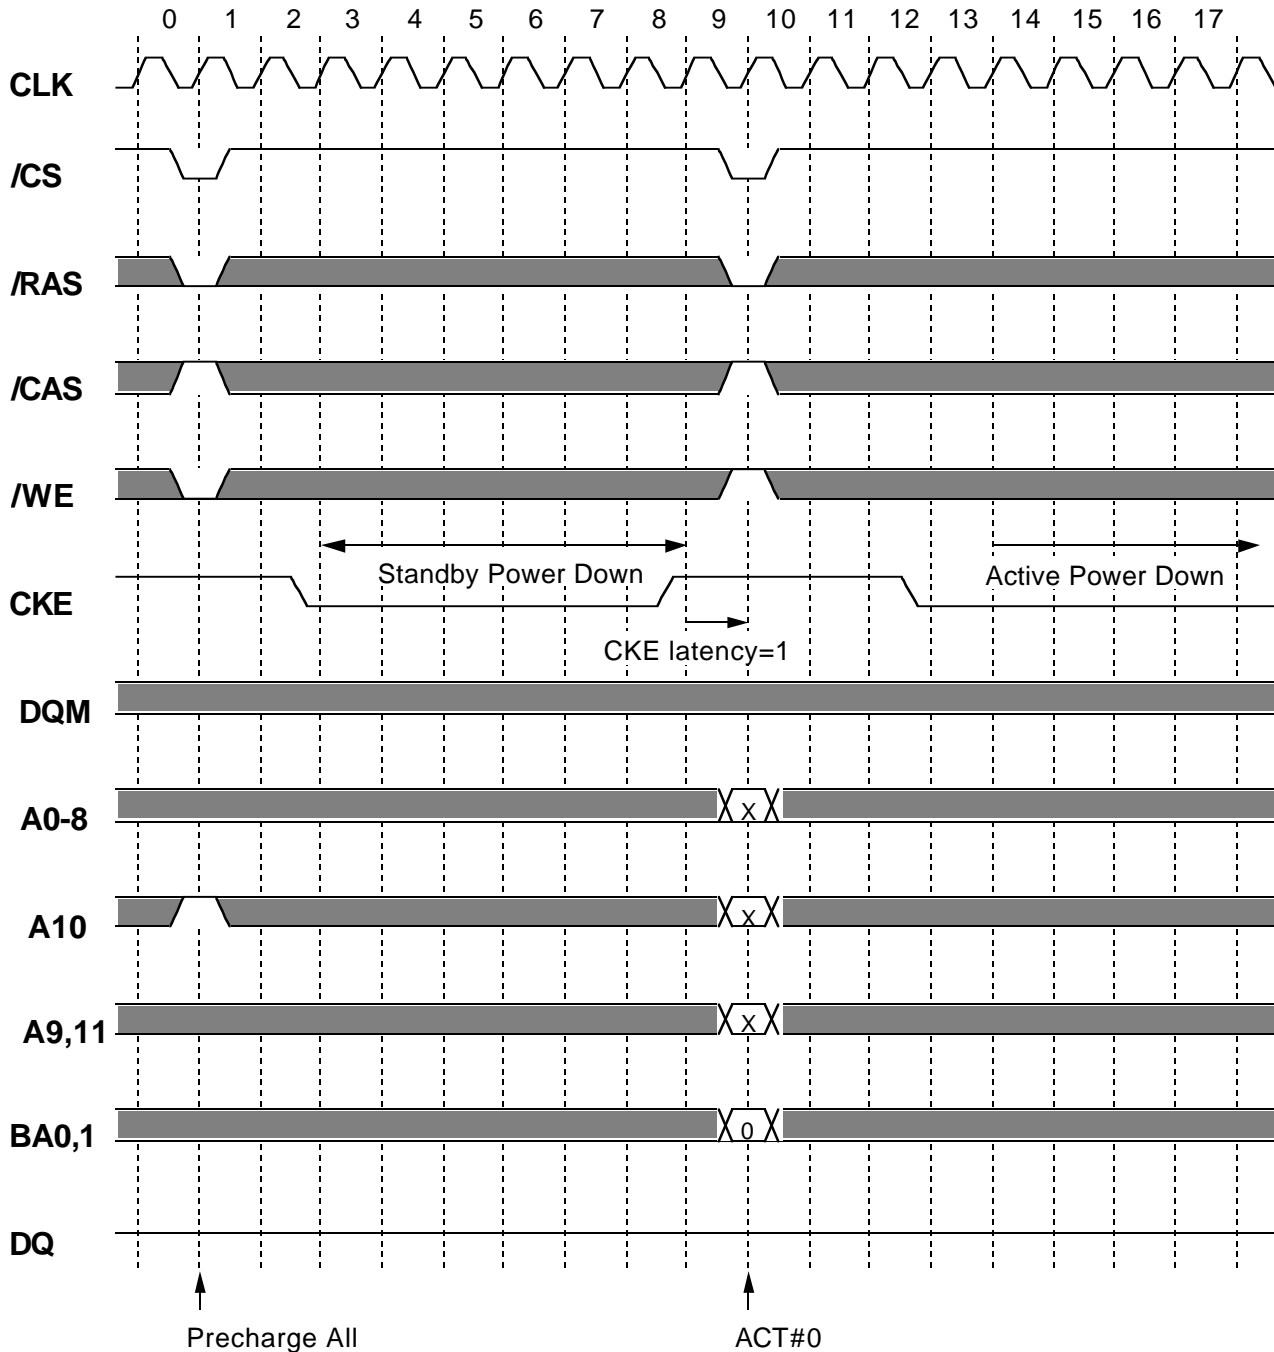 0 1 2 3 4 5 6 7 8 9 10 11 12 13 14 15 16 17
CLK
/CS
/RAS
/CAS
/WE
Standby Power Down
Active Power Down
CKE
CKE latency=1
DQM
A0-8
X
A10
X
A9,11
X
BA0,1
0
DQ
Precharge All
ACT#0